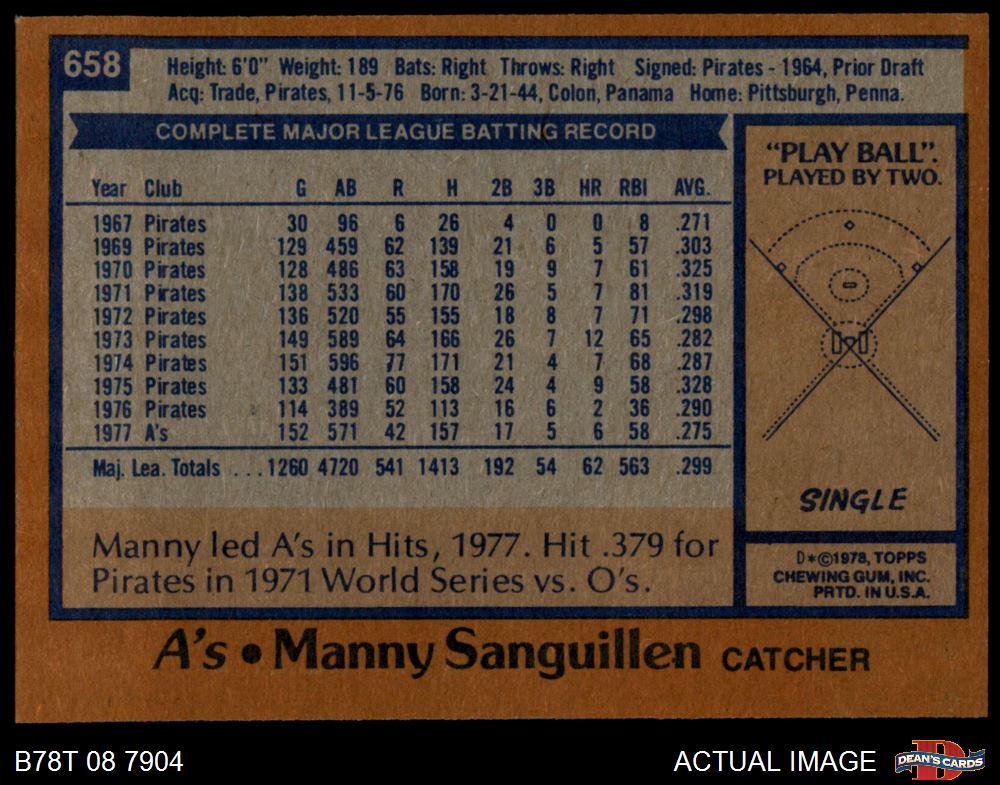 658
Height: 6'0" Weight: 189 Bats: Right Throws: Right Signed: Pirates - 1964, Prior Draft
Acq: Trade, Pirates, 11-5-76 Born: 3-21-44, Colon, Panama Home: Pittsburgh, Penna.
COMPLETE MAJOR LEAGUE BATTING RECORD
Year Club G AB R H 2B 3B HR RBI AVG.
1967 Pirates 30 96 6 26 4 0 0 8 .271
1969 Pirates 129 459 62 139 21 6 5 57 .303
1970 Pirates 128 486 63 158 19 9 7 61 .325
1971 Pirates 138 533 60 170 26 5 7 81 .319
1972 Pirates 136 520 55 155 18 8 7 71 .298
1973 Pirates 149 589 64 166 26 7 12 65 .282
1974 Pirates 151 596 77 171 21 4 7 68 .287
1975 Pirates 133 481 60 158 24 4 9 58 .328
1976 Pirates 114 389 52 113 16 6 2 36 .290
1977 A's 152 571 42 157 17 5 6 58 .275
Maj. Lea. Totals ...1260 4720 541 1413 192 54 62 563 .299
Manny led A's in Hits, 1977. Hit .379 for
Pirates in 1971 World Series vs. O's.
"PLAY BALL".
PLAYED BY TWO.
SINGLE
D*©1978, TOPPS
CHEWING GUM, INC.
PRTD. IN U.S.A.
A's • Manny Sanguillen CATCHER
B78T 08 7904
ACTUAL IMAGE
D
DEAN'S CARDS